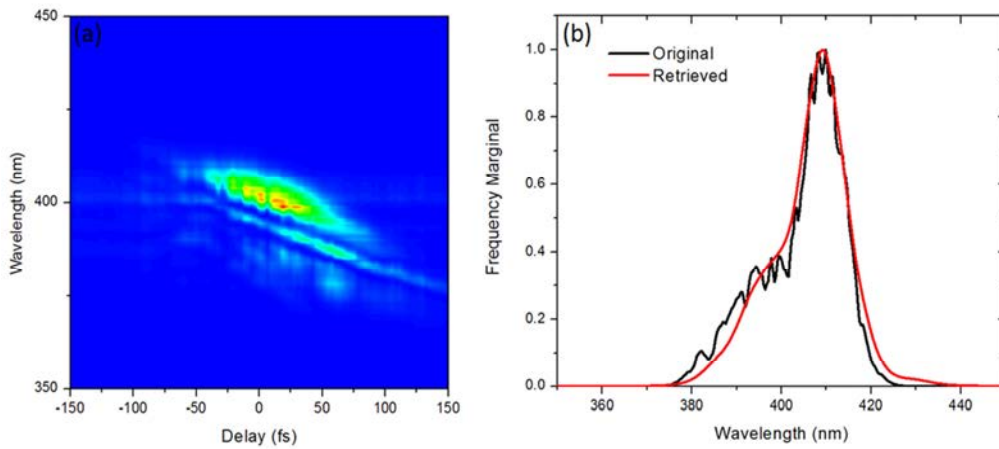 (a)
450
400
350
Wavelength (nm)
-150 -100 -50 0 50 100 150
Delay (fs)
(b)
Original
Retrieved
1.0
0.8
0.6
0.4
0.2
0.0
Frequency Marginal
360 380 400 420 440
Wavelength (nm)